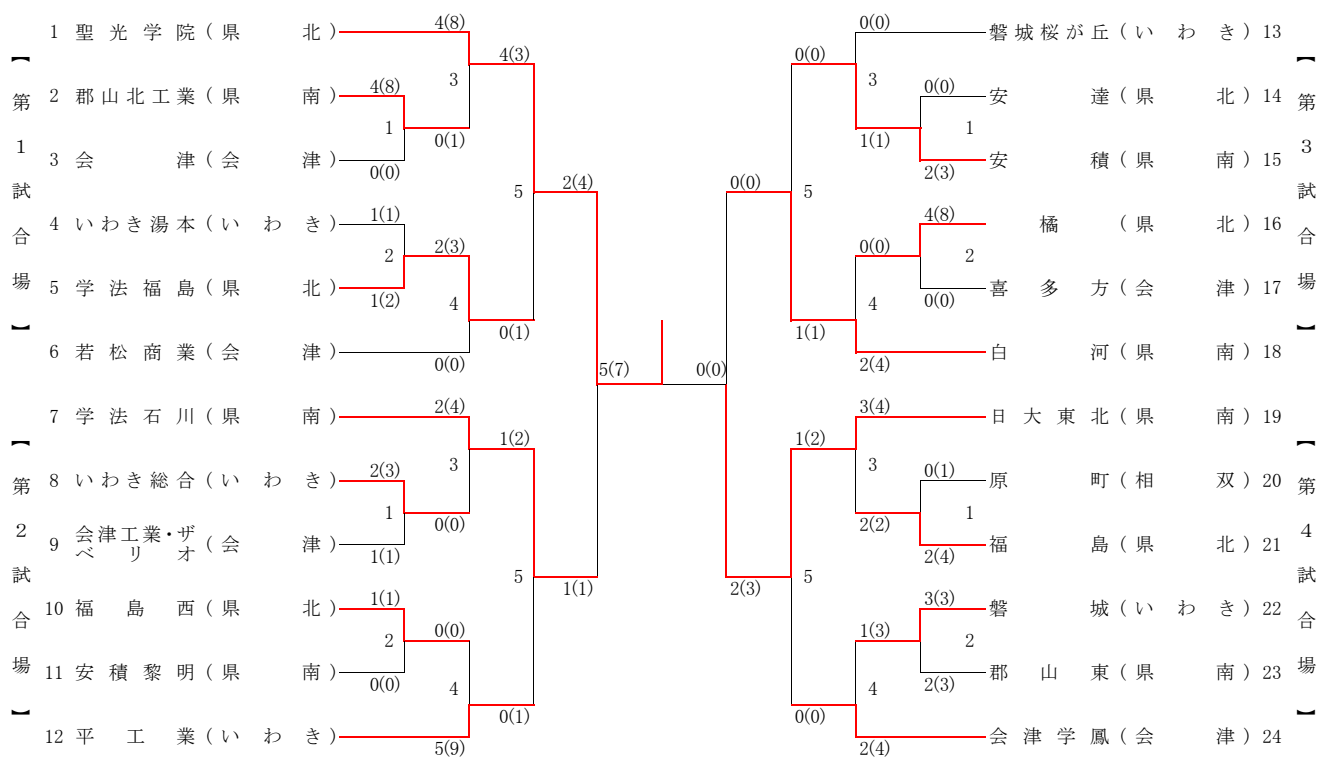 4(8)
0(0)
1 聖光学院(県北)
磐城桜が丘(いわき) 13
4(3)
0(0)
【第1試合場】
【第3試合場】
3
3
2 郡山北工業(県南)
4(8)
0(0)
安達(県北) 14
1
0(1)
1(1)
1
3 会津(会津)
0(0)
2(3)
安積(県南) 15
5
2(4)
0(0)
5
4 いわき湯本(いわき)
1(1)
4(8)
橘(県北) 16
2
2(3)
0(0)
2
5 学法福島(県北)
1(2)
0(0)
喜多方(会津) 17
4
4
0(1)
1(1)
6 若松商業(会津)
0(0)
2(4)
白河(県南) 18
5(7)
0(0)
7 学法石川(県南)
2(4)
3(4)
日大東北(県南) 19
1(2)
1(2)
【第2試合場】
【第4試合場】
3
3
8 いわき総合(いわき)
2(3)
0(1)
原町(相双) 20
1
0(0)
2(2)
1
9 会津工業・ザベリオ(会津)
1(1)
2(4)
福島(県北) 21
5
1(1)
2(3)
5
10 福島西(県北)
1(1)
3(3)
磐城(いわき) 22
2
0(0)
1(3)
2
11 安積黎明(県南)
0(0)
2(3)
郡山東(県南) 23
4
4
0(1)
0(0)
12 平工業(いわき)
5(9)
2(4)
会津学鳳(会津) 24